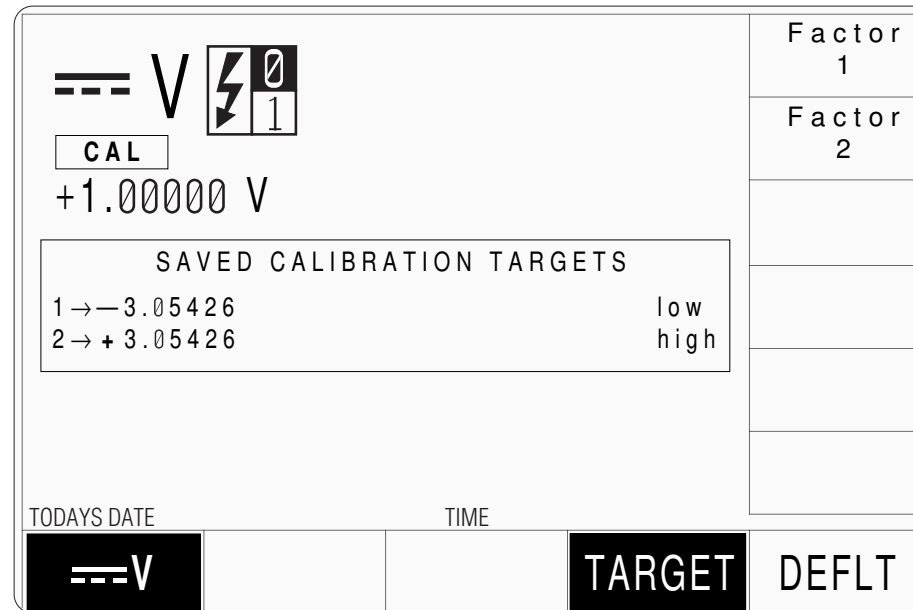 V 0
1
CAL
+1.00000 V
SAVED CALIBRATION TARGETS
1→—3.05426 low
2→+3.05426 high
Factor
1
Factor
2
TODAYS DATE TIME
V TARGET DEFLT